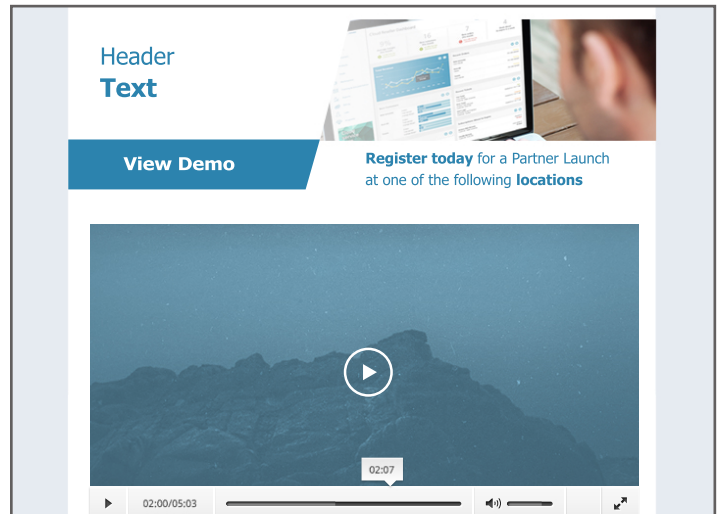 Header
Text
View Demo
Register today for a Partner Launch
at one of the following locations
02:07
02:00/05:03